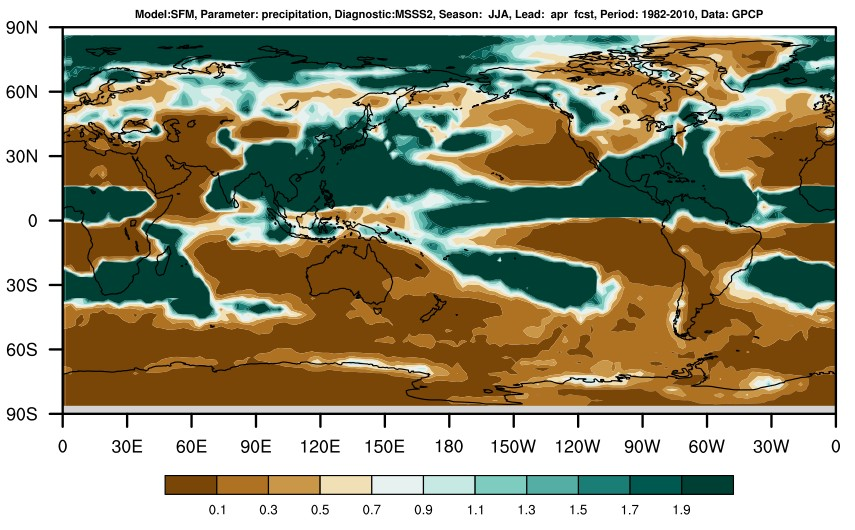 Model:SFM, Parameter: precipitation, Diagnostic:MSSS2, Season: JJA, Lead: apr fcst, Period: 1982-2010, Data: GPCP
90N
60N
30N
0
30S
60S
90S
0 30E 60E 90E 120E 150E 180 150W 120W 90W 60W 30W 0
0.1 0.3 0.5 0.7 0.9 1.1 1.3 1.5 1.7 1.9